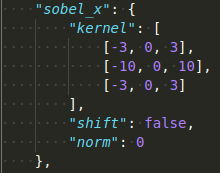 "sobel_x": {
"kernel": [
[-3, 0, 3],
[-10, 0, 10],
[-3, 0, 3]
],
"shift": false,
"norm": 0
},